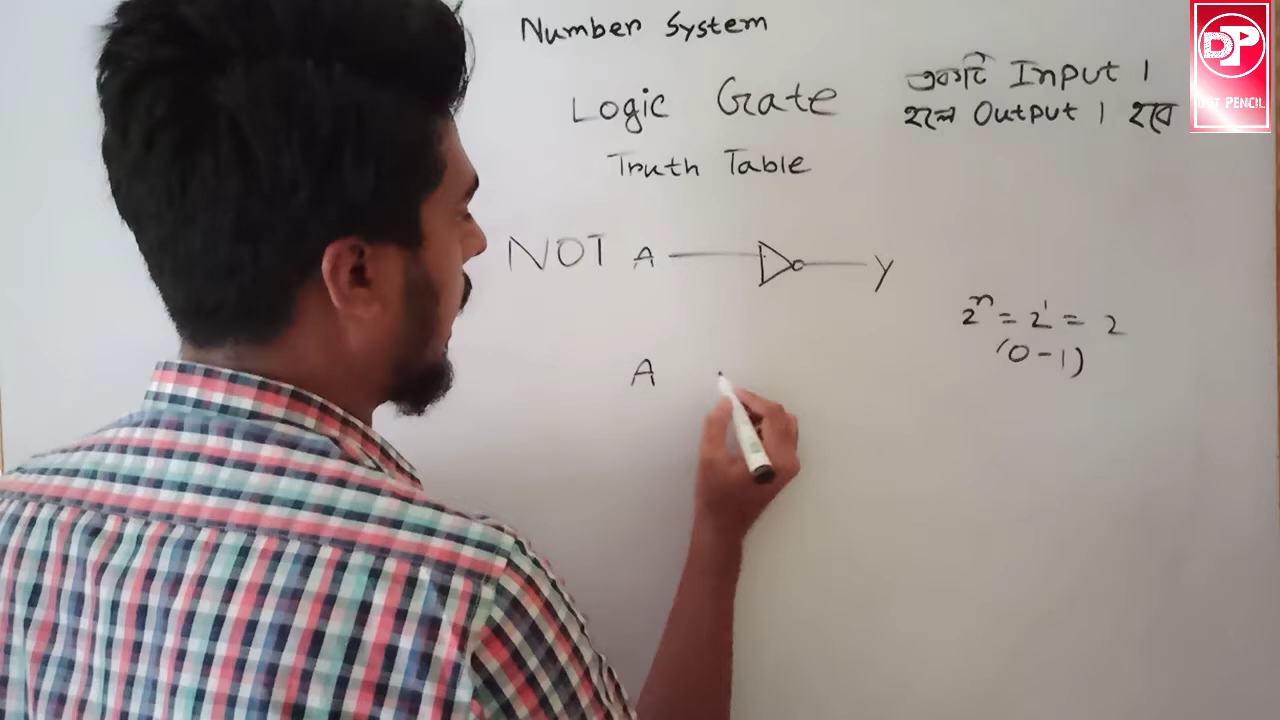 Number System
Logic Gate
Truth Table
একটি Input 1
হলে Output 1 হবে
NOT A y
2ⁿ = 2¹ = 2
(0-1)
A
DP
PENCIL